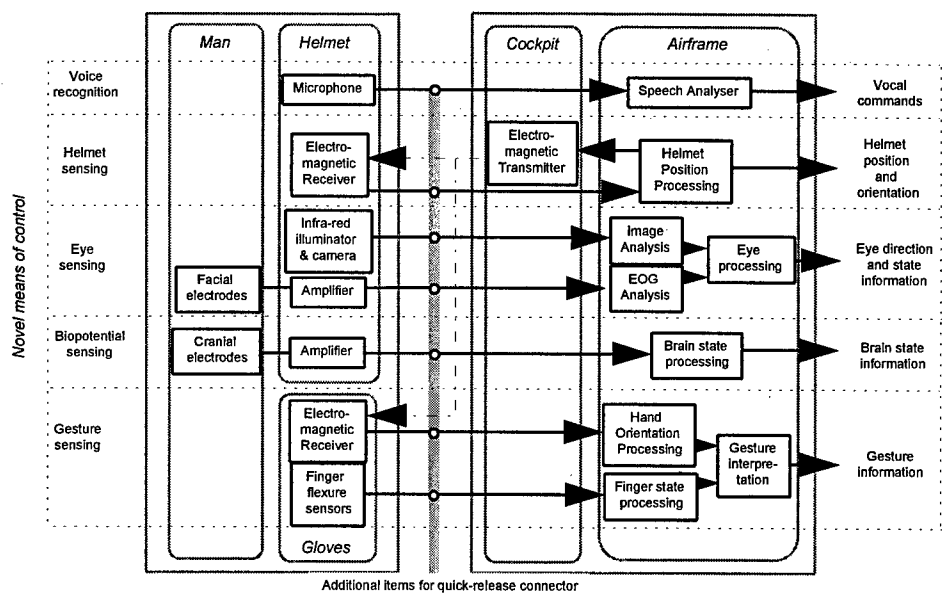 Man
Helmet
Cockpit
Airframe
Novel means of control
Voice
recognition
Microphone
Speech Analyser
Vocal
commands
Helmet
sensing
Electro-
magnetic
Receiver
Electro-
magnetic
Transmitter
Helmet
Position
Processing
Helmet
position
and
orientation
Eye
sensing
Infra-red
illuminator
& camera
Image
Analysis
Eye
processing
Eye direction
and state
information
Facial
electrodes
Amplifier
EOG
Analysis
Biopotential
sensing
Cranial
electrodes
Amplifier
Brain state
processing
Brain state
information
Gesture
sensing
Electro-
magnetic
Receiver
Hand
Orientation
Processing
Gesture
interpre-
tation
Gesture
information
Finger
flexure
sensors
Finger state
processing
Gloves
Additional items for quick-release connector